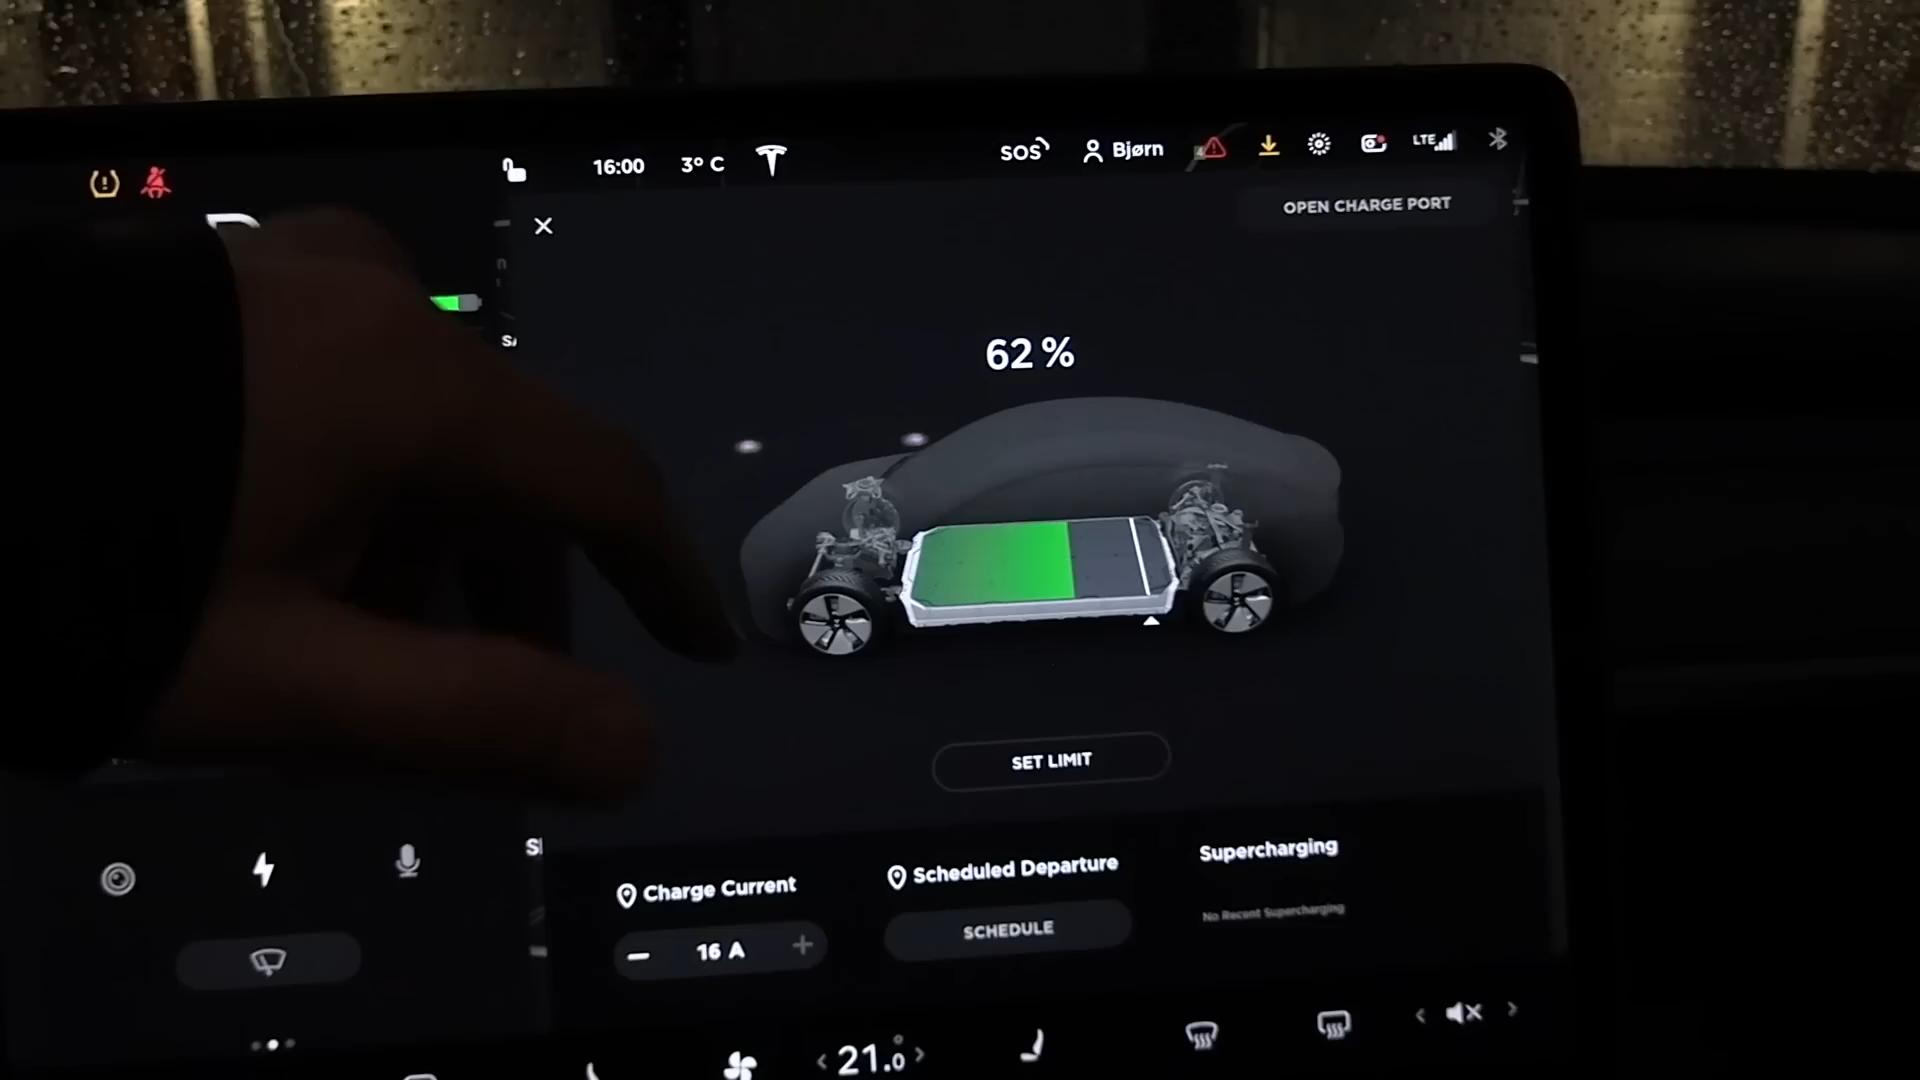 16:00 3° C SOS Bjørn 4 LTE
OPEN CHARGE PORT
62 %
SET LIMIT
Charge Current
16 A
Scheduled Departure
SCHEDULE
Supercharging
No Recent Supercharging
21.0